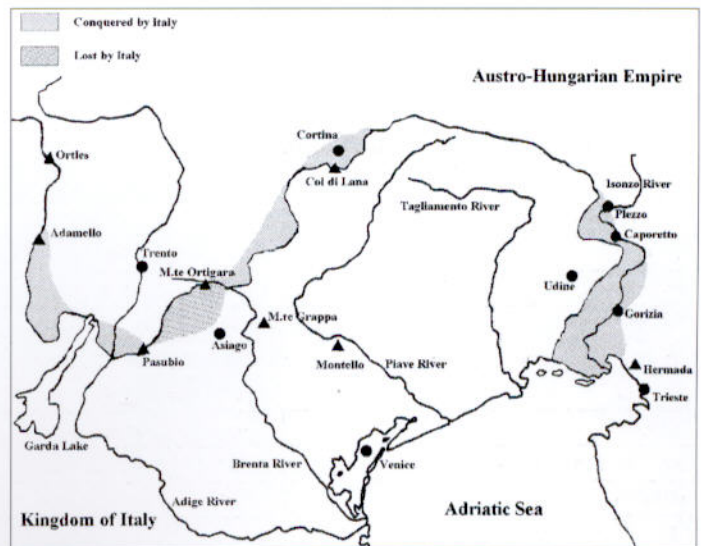 Conquered by Italy
Lost by Italy
Austro-Hungarian Empire
Cortina
Ortles
Col di Lana
Isonzo River
Tagliamento River
Plezzo
Adamello
Caporetto
Trento
M.te Ortigara
Udine
M.te Grappa
Gorizia
Asiago
Pasubio
Montello
Piave River
Hermada
Trieste
Garda Lake
Brenta River
Venice
Adige River
Kingdom of Italy
Adriatic Sea